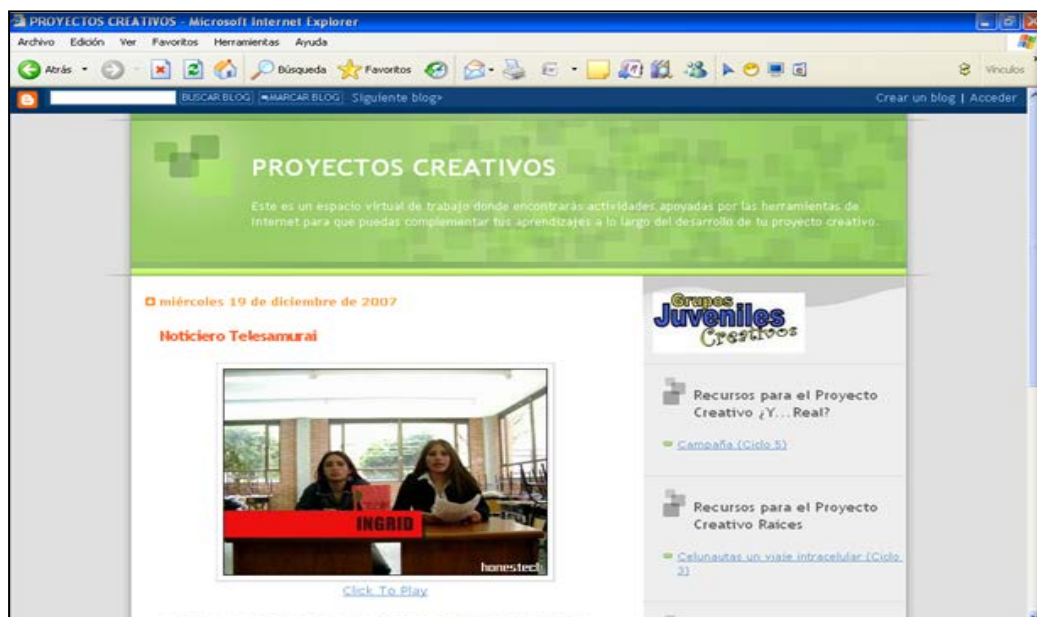 PROYECTOS CREATIVOS - Microsoft Internet Explorer
Archivo Edición Ver Favoritos Herramientas Ayuda
Atrás Búsqueda Favoritos Vínculos
BUSCAR BLOG MARCAR BLOG Siguiente blog» Crear un blog | Acceder
PROYECTOS CREATIVOS
Este es un espacio virtual de trabajo donde encontrarás actividades apoyadas por las herramientas de
Internet para que puedas complementar tus aprendizajes a lo largo del desarrollo de tu proyecto creativo.
miércoles 19 de diciembre de 2007
Noticiero Telesamurai
INGRID
honestech
Click To Play
Grupos
Juveniles
Creativos
Recursos para el Proyecto
Creativo ¿Y...Real?
Campaña (Ciclo 5)
Recursos para el Proyecto
Creativo Raíces
Celunautas un viaje intracelular (Ciclo
3)